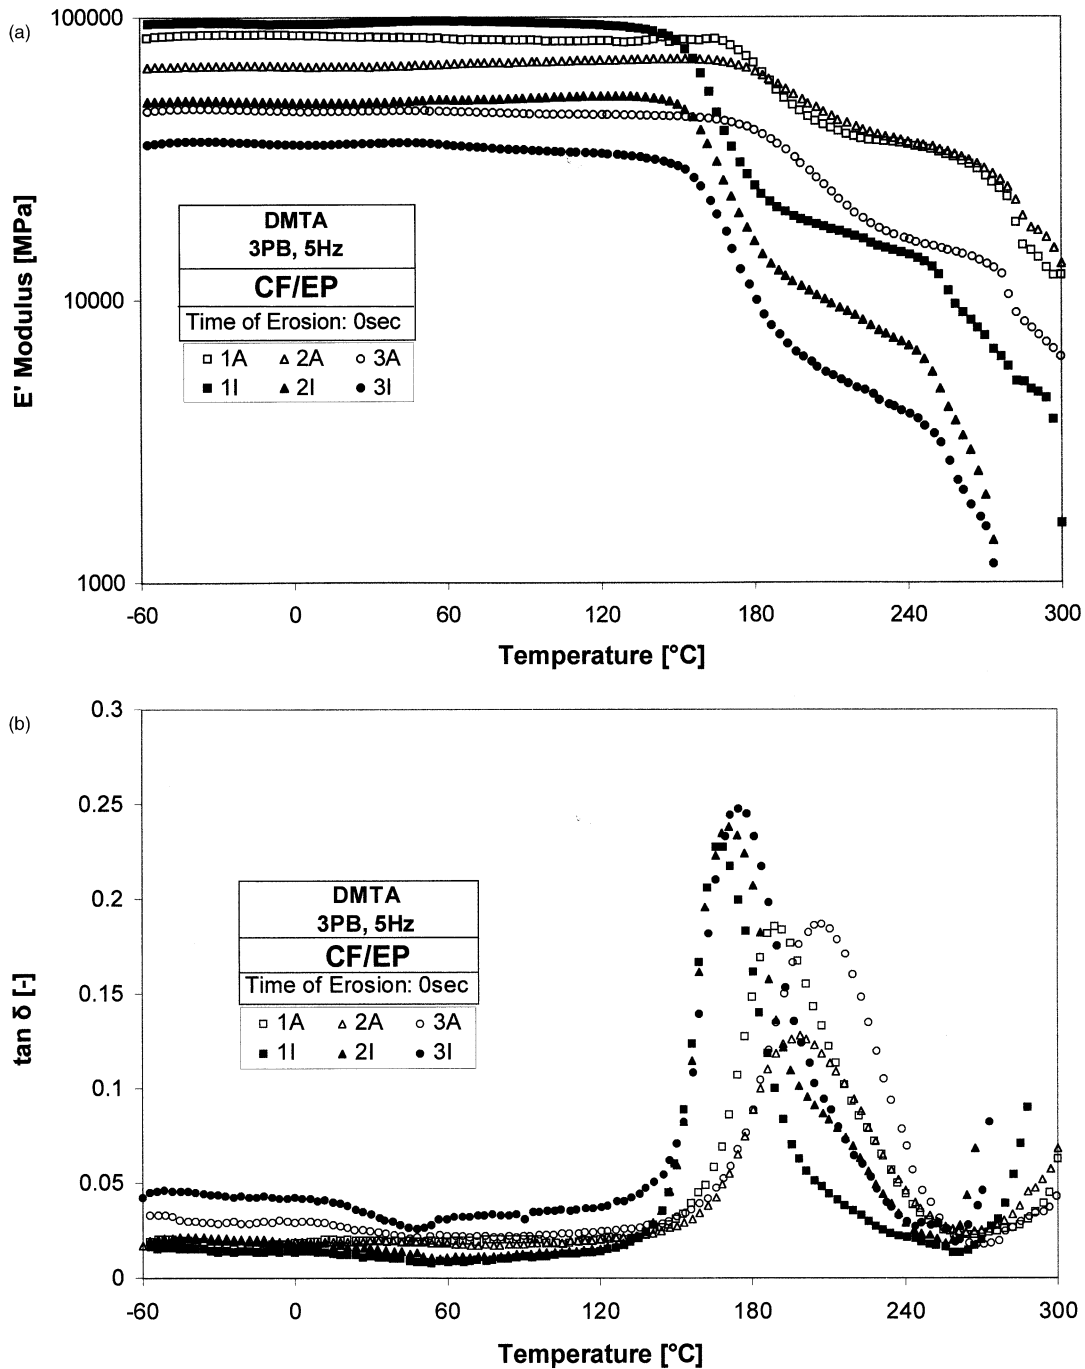 (a)
100000
10000
1000
E' Modulus [MPa]
DMTA
3PB, 5Hz
CF/EP
Time of Erosion: 0sec
1A 2A 3A
1I 2I 3I
-60 0 60 120 180 240 300
Temperature [°C]
(b)
0.3
0.25
0.2
0.15
0.1
0.05
0
tan δ [-]
DMTA
3PB, 5Hz
CF/EP
Time of Erosion: 0sec
1A 2A 3A
1I 2I 3I
-60 0 60 120 180 240 300
Temperature [°C]